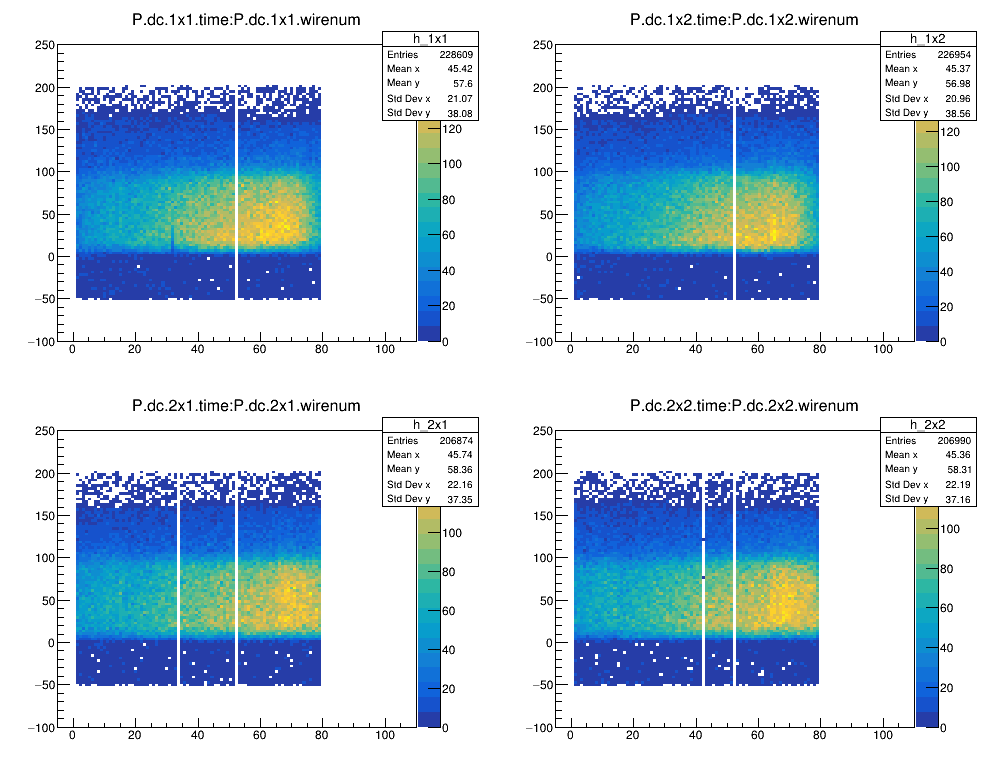 P.dc.1x1.time:P.dc.1x1.wirenum
h_1x1
Entries 228609
Mean x 45.42
Mean y 57.6
Std Dev x 21.07
Std Dev y 38.08
250
200
150
100
50
0
−50
−100
0 20 40 60 80 100
120
100
80
60
40
20
0
P.dc.1x2.time:P.dc.1x2.wirenum
h_1x2
Entries 226954
Mean x 45.37
Mean y 56.98
Std Dev x 20.96
Std Dev y 38.56
250
200
150
100
50
0
−50
−100
0 20 40 60 80 100
120
100
80
60
40
20
0
P.dc.2x1.time:P.dc.2x1.wirenum
h_2x1
Entries 206874
Mean x 45.74
Mean y 58.36
Std Dev x 22.16
Std Dev y 37.35
250
200
150
100
50
0
−50
−100
0 20 40 60 80 100
100
80
60
40
20
0
P.dc.2x2.time:P.dc.2x2.wirenum
h_2x2
Entries 206990
Mean x 45.36
Mean y 58.31
Std Dev x 22.19
Std Dev y 37.16
250
200
150
100
50
0
−50
−100
0 20 40 60 80 100
100
80
60
40
20
0